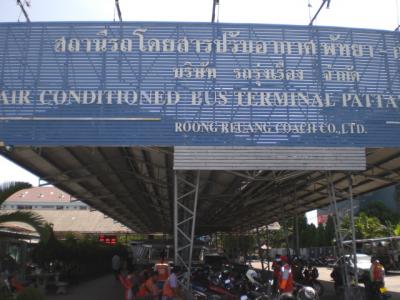 สถานีรถโดยสารปรับอากาศ พัทยา -
บริษัท รถรุ่งเรือง จำกัด
AIR CONDITIONED BUS TERMINAL PATTA
ROONG REUANG COACH CO., LTD.